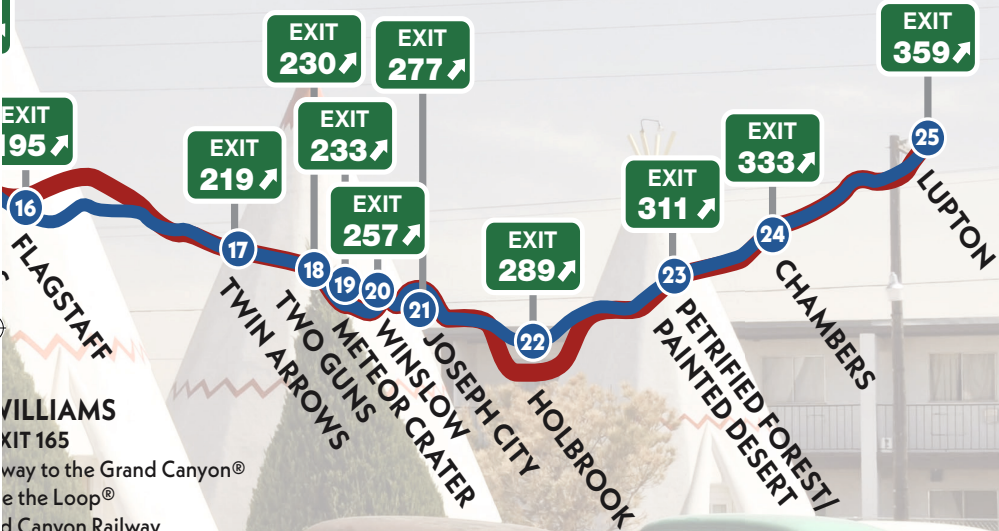 EXIT
195
16
FLAGSTAFF
EXIT
219
17
TWIN ARROWS
EXIT
230
18
TWO GUNS
EXIT
233
19
METEOR CRATER
EXIT
257
20
WINSLOW
EXIT
277
21
JOSEPH CITY
EXIT
289
22
HOLBROOK
EXIT
311
23
PETRIFIED FOREST/
PAINTED DESERT
EXIT
333
24
CHAMBERS
EXIT
359
25
LUPTON
WILLIAMS
EXIT 165
way to the Grand Canyon®
e the Loop®
d Canyon Railway